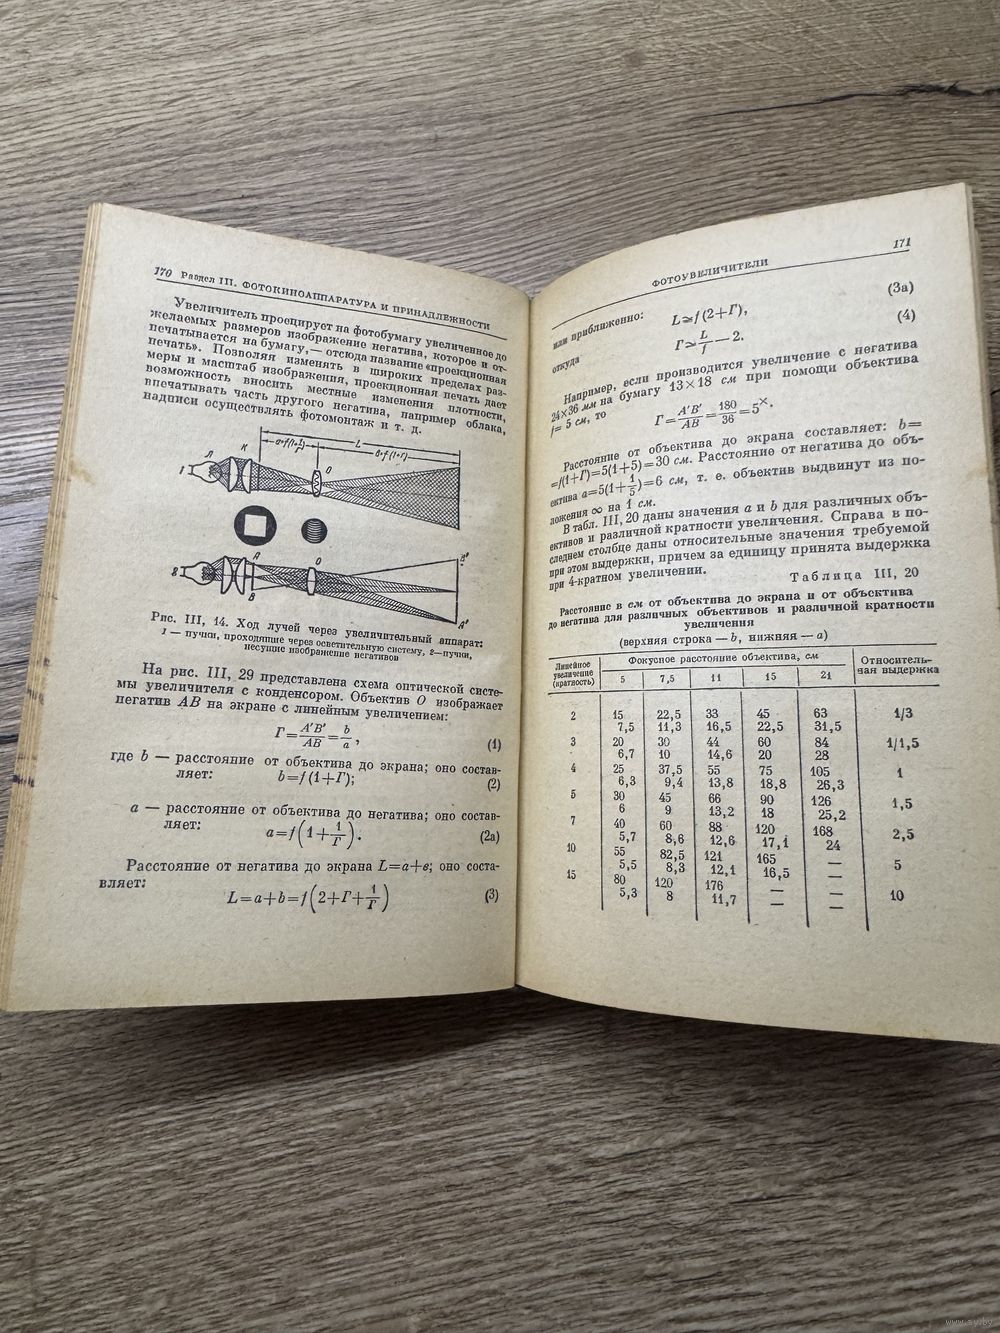 170 Раздел III. ФОТОКИНОАППАРАТУРА И ПРИНАДЛЕЖНОСТИ
Увеличитель проецирует на фотобумагу увеличенное до
желаемых размеров изображение негатива, которое и от-
печатывается на бумагу,— отсюда название «проекционная
печать». Позволяя изменять в широких пределах раз-
меры и масштаб изображения, проекционная печать дает
возможность вносить местные изменения плотности,
впечатывать часть другого негатива, например облака,
надписи осуществлять фотомонтаж и т. д.
L
Л К О
A O B'
B A'
Рис. III, 14. Ход лучей через увеличительный аппарат:
1 — пучки, проходящие через осветительную систему, 2—пучки,
несущие изображение негативов
На рис. III, 29 представлена схема оптической систе-
мы увеличителя с конденсором. Объектив O изображает
негатив AB на экране с линейным увеличением:
Г = A'B'/AB = b/a , (1)
где b — расстояние от объектива до экрана; оно состав-
ляет: b=f(1+Г); (2)
a — расстояние от объектива до негатива; оно состав-
ляет: a=f(1+1/Г). (2а)
Расстояние от негатива до экрана L=a+в; оно соста-
вляет:
L=a+b=f(2+Г+1/Г) (3)
ФОТОУВЕЛИЧИТЕЛИ 171
или приближенно: L≃f(2+Г), (3а)
откуда Г≃L/f—2. (4)
Например, если производится увеличение с негатива
24×36 мм на бумагу 13×18 см при помощи объектива
f= 5 см, то
Г=A'B'/AB=180/36=5×.
Расстояние от объектива до экрана составляет: b=
=f(1+Г)=5(1+5)=30 см. Расстояние от негатива до объ-
ектива a=5(1+1/5)=6 см, т. е. объектив выдвинут из по-
ложения ∞ на 1 см.
В табл. III, 20 даны значения a и b для различных объ-
ективов и различной кратности увеличения. Справа в по-
следнем столбце даны относительные значения требуемой
при этом выдержки, причем за единицу принята выдержка
при 4-кратном увеличении.
Таблица III, 20
Расстояние в см от объектива до экрана и от объектива
до негатива для различных объективов и различной кратности
увеличения
(верхняя строка — b, нижняя — a)
Линейное увеличение (кратность) Фокусное расстояние объектива, см Относитель-
ная выдержка
5 7,5 11 15 21
2 15 22,5 33 45 63 1/3
7,5 11,3 16,5 22,5 31,5
3 20 30 44 60 84 1/1,5
6,7 10 14,6 20 28
4 25 37,5 55 75 105 1
6,3 9,4 13,8 18,8 26,3
5 30 45 66 90 126 1,5
6 9 13,2 18 25,2
7 40 60 88 120 168 2,5
5,7 8,6 12,6 17,1 24
10 55 82,5 121 165 — 5
5,5 8,3 12,1 16,5 —
15 80 120 176 — — 10
5,3 8 11,7 — —
www.ay.by